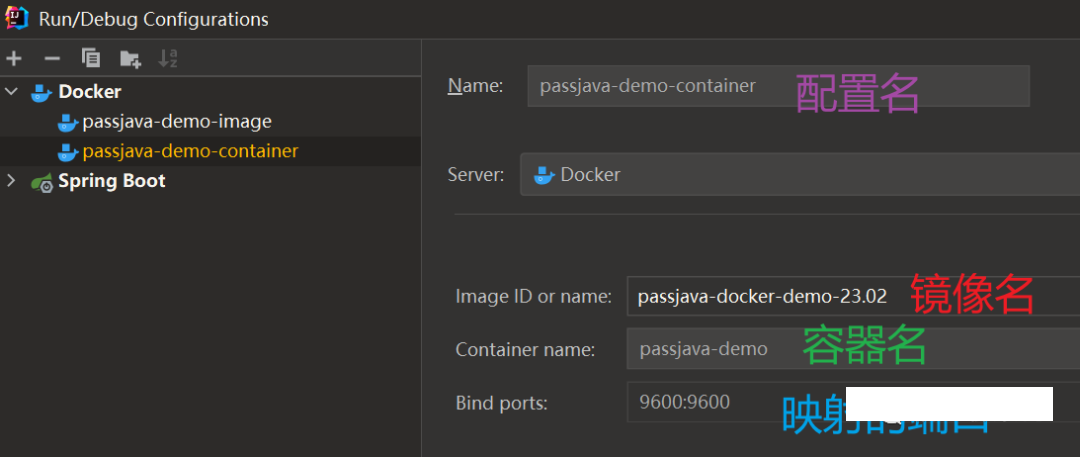 Run/Debug Configurations
Docker
passjava-demo-image
passjava-demo-container
Spring Boot
Name: passjava-demo-container 配置名
Server: Docker
Image ID or name: passjava-docker-demo-23.02 镜像名
Container name: passjava-demo 容器名
Bind ports: 9600:9600 映射的端口